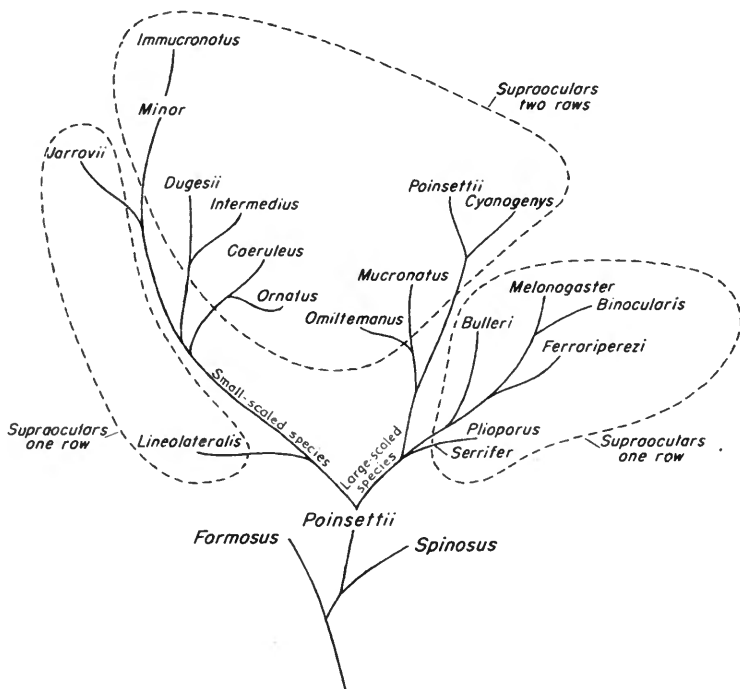 Immucronotus
Supraoculars
two rows
Minor
Jarrovii
Dugesii
Poinsettii
Intermedius
Cyanogenys
Caeruleus
Mucronatus
Melonogaster
Ornatus
Binocularis
Omiltemanus
Bulleri
Ferrariperezi
Small-scaled species
Large-scaled
species
Supraoculars
one row
Lineolateralis
Plioporus
Serrifer
Supraoculars
one row
Poinsettii
Formosus
Spinosus